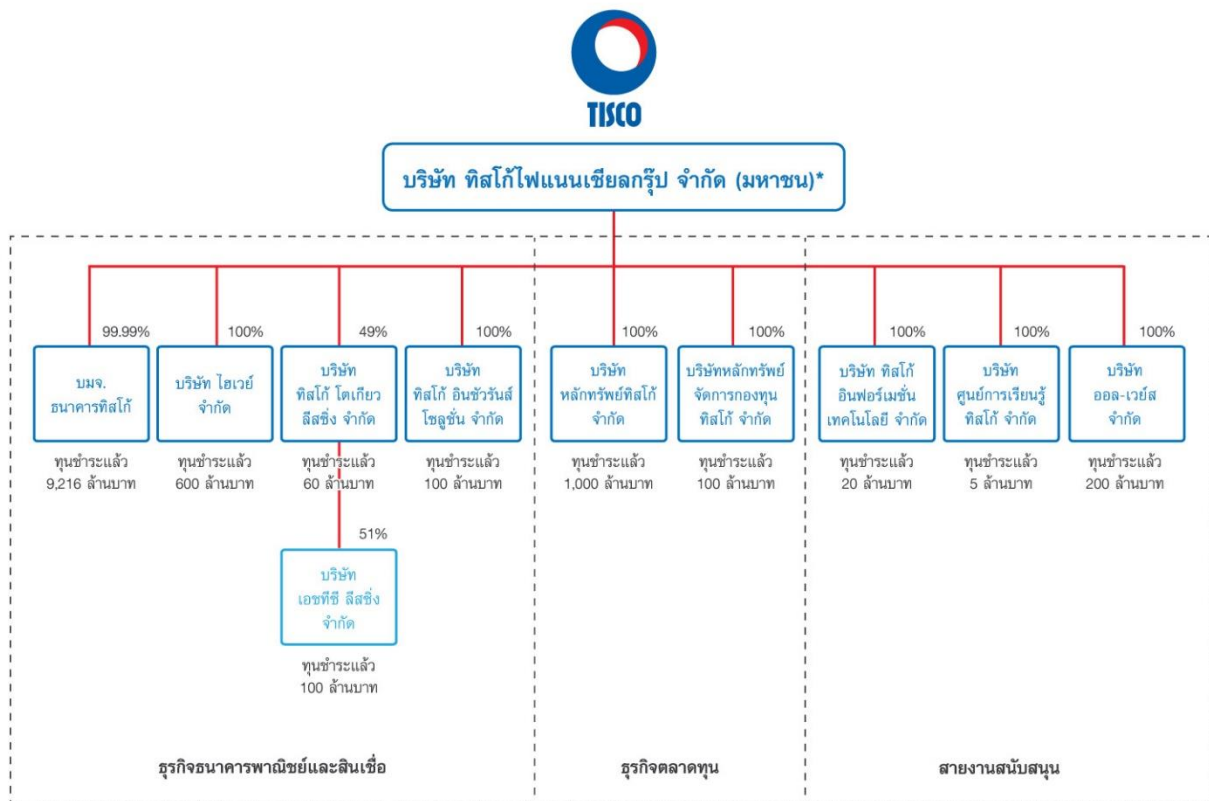 TISCO
บริษัท ทิสโก้ไฟแนนเชียลกรุ๊ป จำกัด (มหาชน)*
99.99%
บมจ.
ธนาคารทิสโก้
ทุนชำระแล้ว
9,216 ล้านบาท
100%
บริษัท ไฮเวย์
จำกัด
ทุนชำระแล้ว
600 ล้านบาท
49%
บริษัท
ทิสโก้ โตเกียว
ลีสซิ่ง จำกัด
ทุนชำระแล้ว
60 ล้านบาท
51%
บริษัท
เอชทีซี ลีสซิ่ง
จำกัด
ทุนชำระแล้ว
100 ล้านบาท
100%
บริษัท
ทิสโก้ อินชัวรันส์
โซลูชั่น จำกัด
ทุนชำระแล้ว
100 ล้านบาท
ธุรกิจธนาคารพาณิชย์และสินเชื่อ
100%
บริษัท
หลักทรัพย์ทิสโก้
จำกัด
ทุนชำระแล้ว
1,000 ล้านบาท
100%
บริษัทหลักทรัพย์
จัดการกองทุน
ทิสโก้ จำกัด
ทุนชำระแล้ว
100 ล้านบาท
ธุรกิจตลาดทุน
100%
บริษัท ทิสโก้
อินฟอร์เมชั่น
เทคโนโลยี จำกัด
ทุนชำระแล้ว
20 ล้านบาท
100%
บริษัท
ศูนย์การเรียนรู้
ทิสโก้ จำกัด
ทุนชำระแล้ว
5 ล้านบาท
100%
บริษัท
ออล-เวย์ส
จำกัด
ทุนชำระแล้ว
200 ล้านบาท
สายงานสนับสนุน